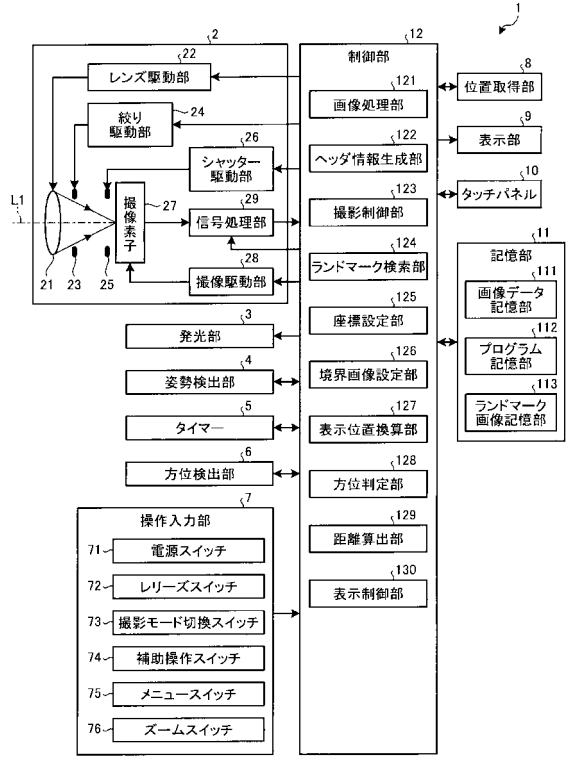 1
2
22
レンズ駆動部
24
絞り
駆動部
26
シャッター
駆動部
27
撮像素子
29
信号処理部
L1
21
23
25
28
撮像駆動部
3
発光部
4
姿勢検出部
5
タイマー
6
方位検出部
7
操作入力部
71
電源スイッチ
72
レリーズスイッチ
73
撮影モード切換スイッチ
74
補助操作スイッチ
75
メニュースイッチ
76
ズームスイッチ
12
制御部
121
画像処理部
122
ヘッダ情報生成部
123
撮影制御部
124
ランドマーク検索部
125
座標設定部
126
境界画像設定部
127
表示位置換算部
128
方位判定部
129
距離算出部
130
表示制御部
8
位置取得部
9
表示部
10
タッチパネル
11
記憶部
111
画像データ
記憶部
112
プログラム
記憶部
113
ランドマーク
画像記憶部